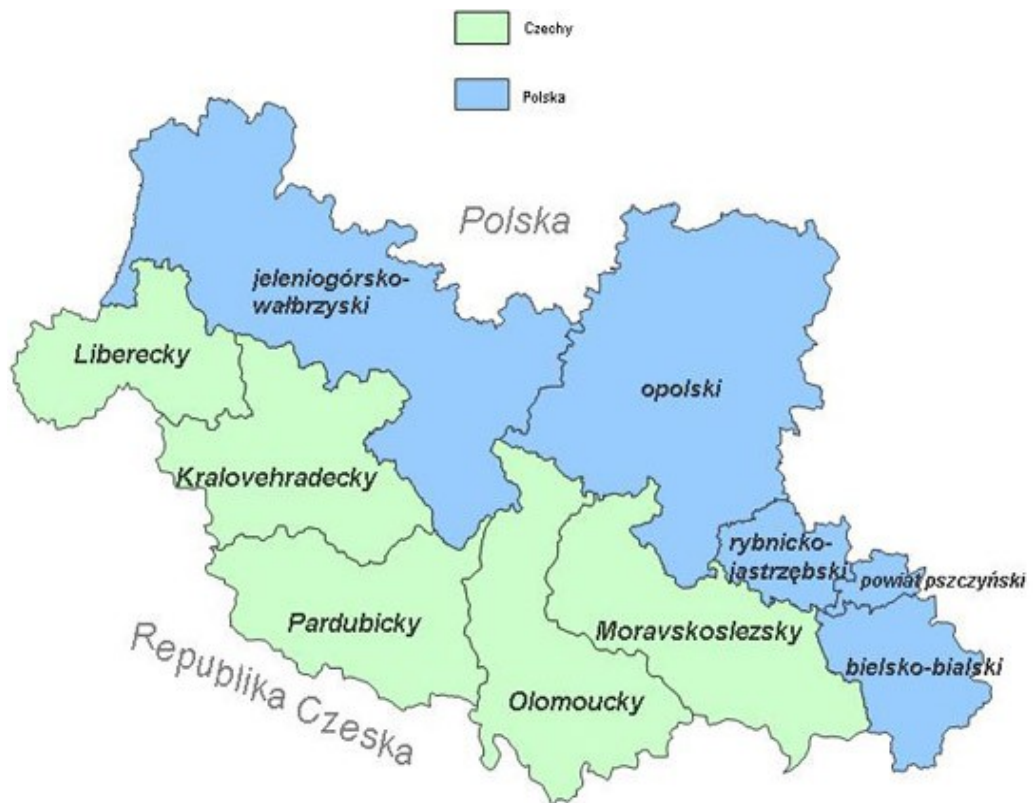 Czechy
Polska
Polska
jeleniogórsko-
wałbrzyski
Liberecky
opolski
Kralovehradecky
rybnicko-
jastrzębski
powiat pszczyński
Pardubicky
Moravskoslezsky
bielsko-bialski
Olomoucky
Republika Czeska